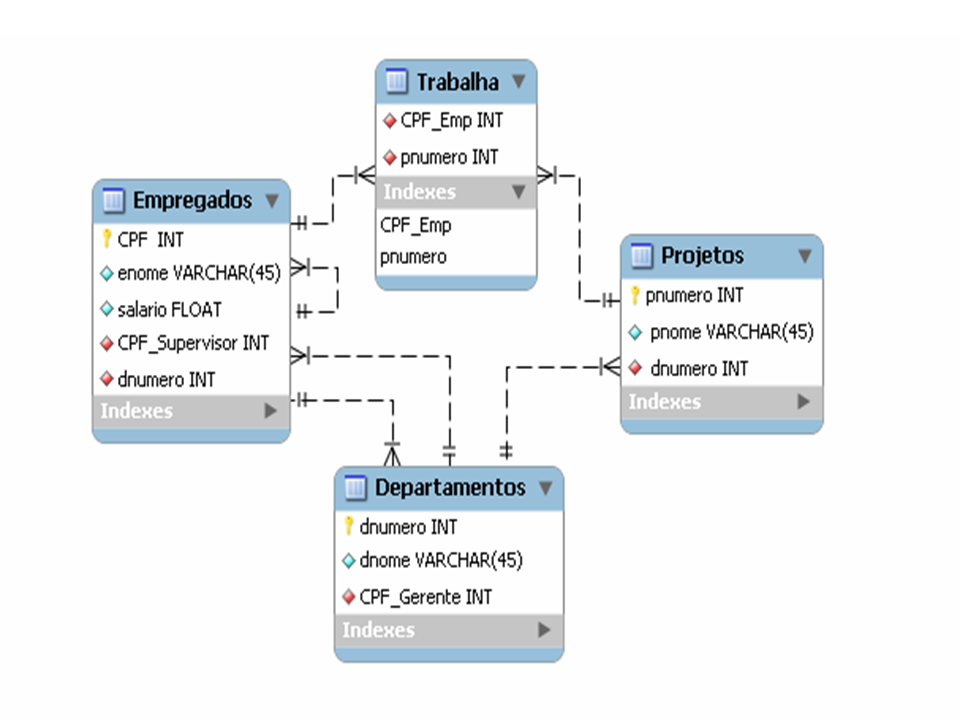 Trabalha
CPF_Emp INT
pnumero INT
Indexes
CPF_Emp
pnumero
Empregados
CPF INT
enome VARCHAR(45)
salario FLOAT
CPF_Supervisor INT
dnumero INT
Indexes
Projetos
pnumero INT
pnome VARCHAR(45)
dnumero INT
Indexes
Departamentos
dnumero INT
dnome VARCHAR(45)
CPF_Gerente INT
Indexes